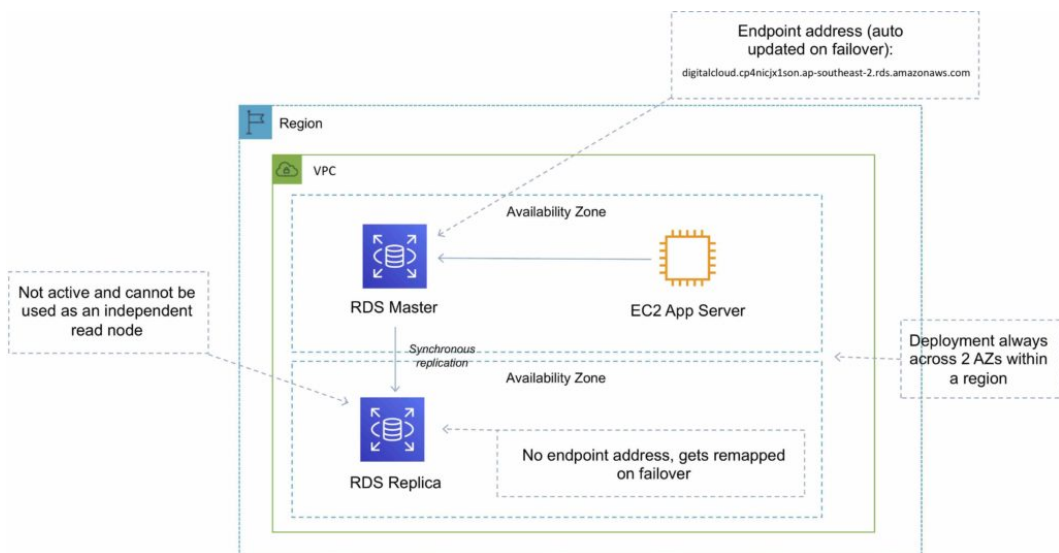 Endpoint address (auto
updated on failover):
digitalcloud.cp4nicjx1son.ap-southeast-2.rds.amazonaws.com
Region
VPC
Availability Zone
RDS Master
EC2 App Server
Not active and cannot be
used as an independent
read node
Synchronous
replication
Deployment always
across 2 AZs within
a region
Availability Zone
RDS Replica
No endpoint address, gets remapped
on failover